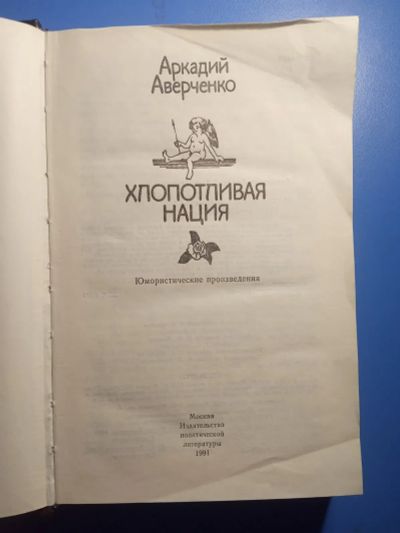 Аркадий
Аверченко
ХЛОПОТЛИВАЯ
НАЦИЯ
Юмористические произведения
Москва
Издательство
политической
литературы
1991